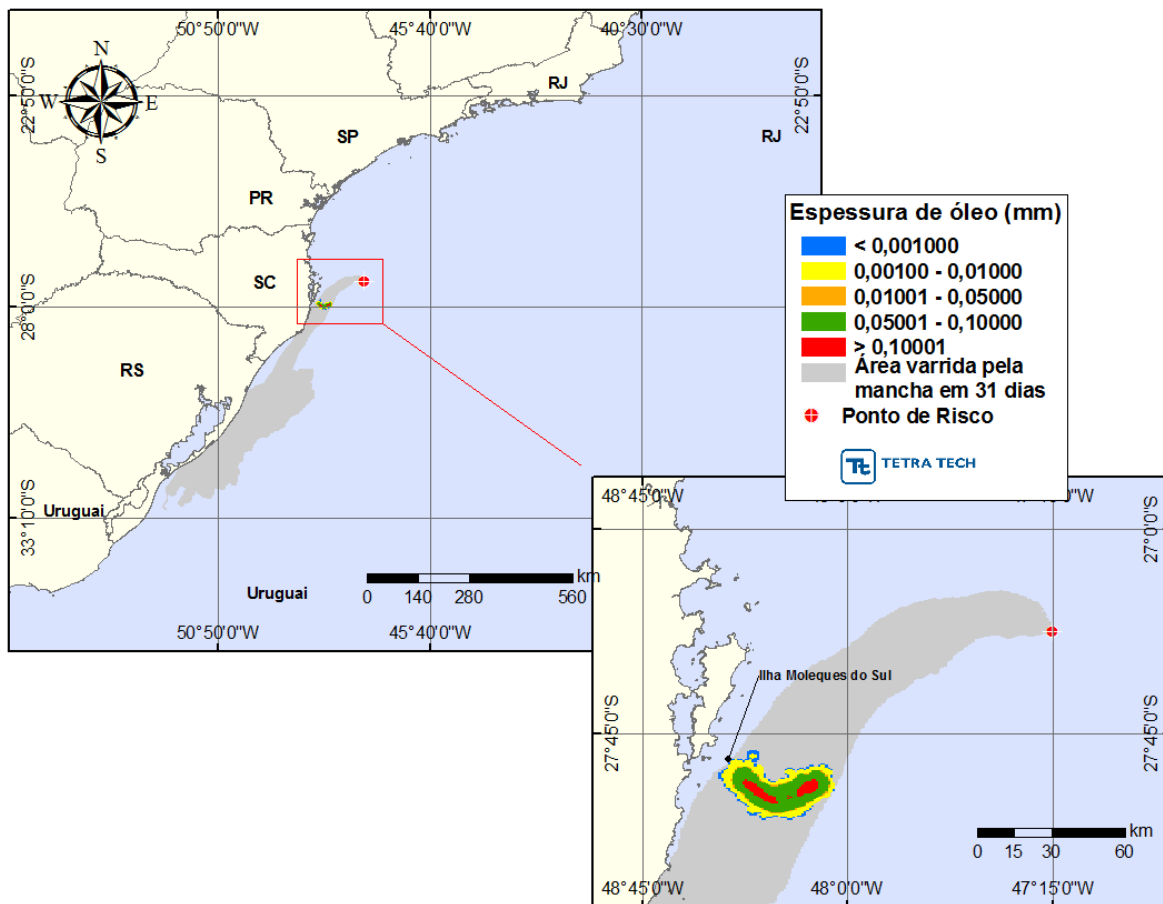 50°50'0"W 45°40'0"W 40°30'0"W
N
W E
S
22°50'0"S
22°50'0"S
RJ
SP
RJ
PR
SC
28°0'0"S
RS
33°10'0"S
Uruguai
Uruguai
km
0 140 280 560
50°50'0"W 45°40'0"W
Espessura de óleo (mm)
< 0,001000
0,00100 - 0,01000
0,01001 - 0,05000
0,05001 - 0,10000
> 0,10001
Área varrida pela
mancha em 31 dias
Ponto de Risco
Tt TETRA TECH
48°45'0"W
27°0'0"S
Ilha Moleques do Sul
27°45'0"S
27°45'0"S
km
0 15 30 60
48°45'0"W 48°0'0"W 47°15'0"W